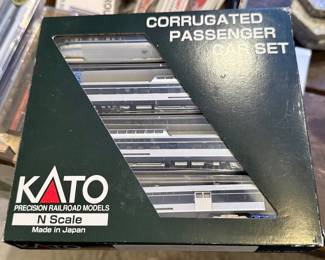 CORRUGATED
PASSENGER
CAR SET
KATO
PRECISION RAILROAD MODELS
N Scale
Made in Japan